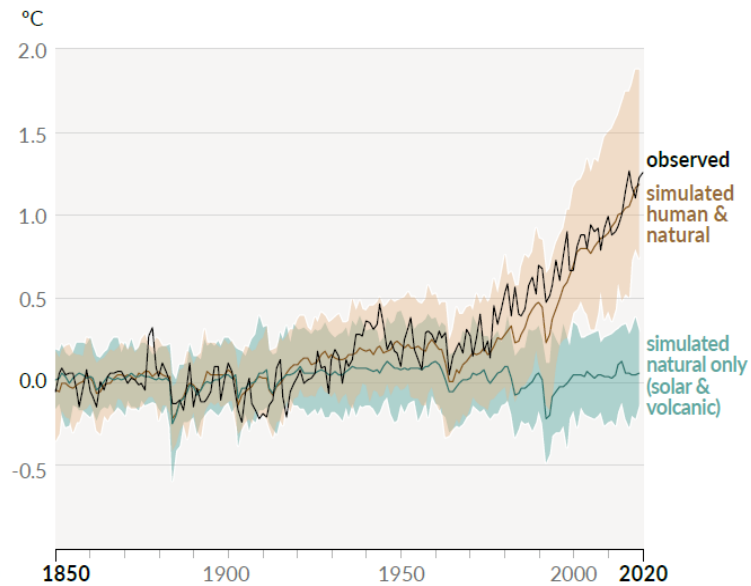 ºC
2.0
1.5
1.0
0.5
0.0
-0.5
observed
simulated
human &
natural
simulated
natural only
(solar &
volcanic)
1850 1900 1950 2000 2020